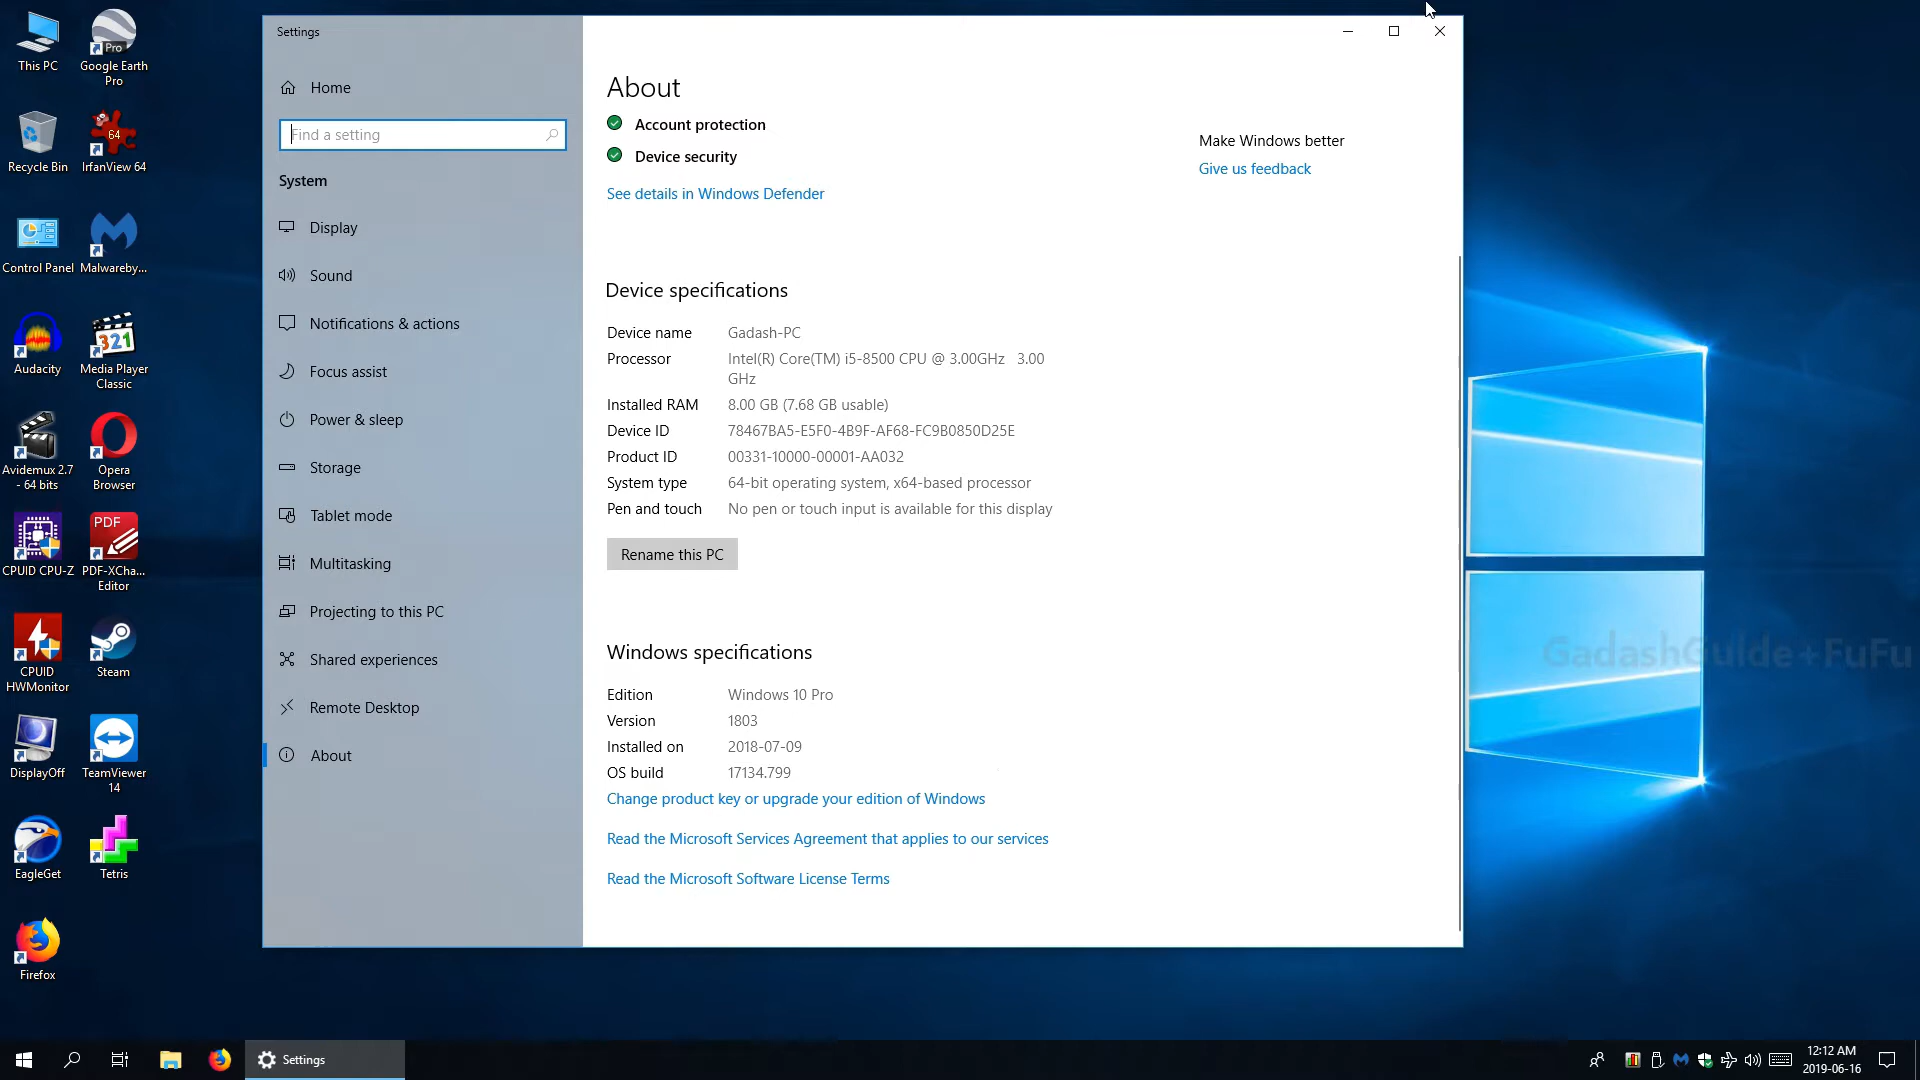 This PC
Google Earth
Pro
Recycle Bin
IrfanView 64
Control Panel
Malwareby...
Audacity
Media Player
Classic
Avidemux 2.7
- 64 bits
Opera
Browser
CPUID CPU-Z
PDF-XCha...
Editor
CPUID
HWMonitor
Steam
DisplayOff
TeamViewer
14
EagleGet
Tetris
Firefox
Pro
64
321
PDF
Settings
Home
Find a setting
System
Display
Sound
Notifications & actions
Focus assist
Power & sleep
Storage
Tablet mode
Multitasking
Projecting to this PC
Shared experiences
Remote Desktop
About
About
Account protection
Device security
See details in Windows Defender
Make Windows better
Give us feedback
Device specifications
Device name Gadash-PC
Processor Intel(R) Core(TM) i5-8500 CPU @ 3.00GHz 3.00
GHz
Installed RAM 8.00 GB (7.68 GB usable)
Device ID 78467BA5-E5F0-4B9F-AF68-FC9B0850D25E
Product ID 00331-10000-00001-AA032
System type 64-bit operating system, x64-based processor
Pen and touch No pen or touch input is available for this display
Rename this PC
Windows specifications
Edition Windows 10 Pro
Version 1803
Installed on 2018-07-09
OS build 17134.799
Change product key or upgrade your edition of Windows
Read the Microsoft Services Agreement that applies to our services
Read the Microsoft Software License Terms
GadashGuide+FuFu
Settings
12:12 AM
2019-06-16